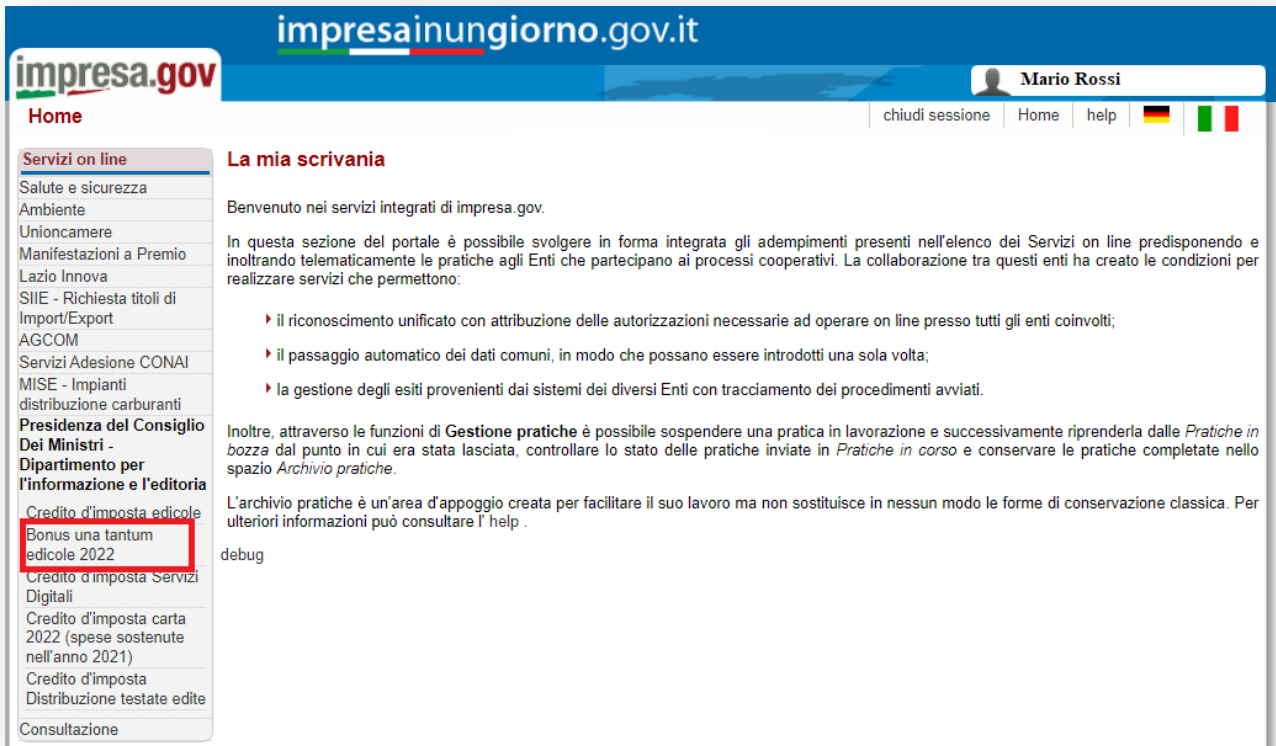 impresainungiorno.gov.it
impresa.gov
Mario Rossi
Home
chiudi sessione
Home
help
Servizi on line
Salute e sicurezza
Ambiente
Unioncamere
Manifestazioni a Premio
Lazio Innova
SIIE - Richiesta titoli di
Import/Export
AGCOM
Servizi Adesione CONAI
MISE - Impianti
distribuzione carburanti
Presidenza del Consiglio
Dei Ministri -
Dipartimento per
l'informazione e l'editoria
Credito d'imposta edicole
Bonus una tantum
edicole 2022
Credito d'imposta Servizi
Digitali
Credito d'imposta carta
2022 (spese sostenute
nell'anno 2021)
Credito d'imposta
Distribuzione testate edite
Consultazione
La mia scrivania
Benvenuto nei servizi integrati di impresa.gov.
In questa sezione del portale è possibile svolgere in forma integrata gli adempimenti presenti nell'elenco dei Servizi on line predisponendo e
inoltrando telematicamente le pratiche agli Enti che partecipano ai processi cooperativi. La collaborazione tra questi enti ha creato le condizioni per
realizzare servizi che permettono:
il riconoscimento unificato con attribuzione delle autorizzazioni necessarie ad operare on line presso tutti gli enti coinvolti;
il passaggio automatico dei dati comuni, in modo che possano essere introdotti una sola volta;
la gestione degli esiti provenienti dai sistemi dei diversi Enti con tracciamento dei procedimenti avviati.
Inoltre, attraverso le funzioni di Gestione pratiche è possibile sospendere una pratica in lavorazione e successivamente riprenderla dalle Pratiche in
bozza dal punto in cui era stata lasciata, controllare lo stato delle pratiche inviate in Pratiche in corso e conservare le pratiche completate nello
spazio Archivio pratiche.
L'archivio pratiche è un'area d'appoggio creata per facilitare il suo lavoro ma non sostituisce in nessun modo le forme di conservazione classica. Per
ulteriori informazioni può consultare l' help .
debug